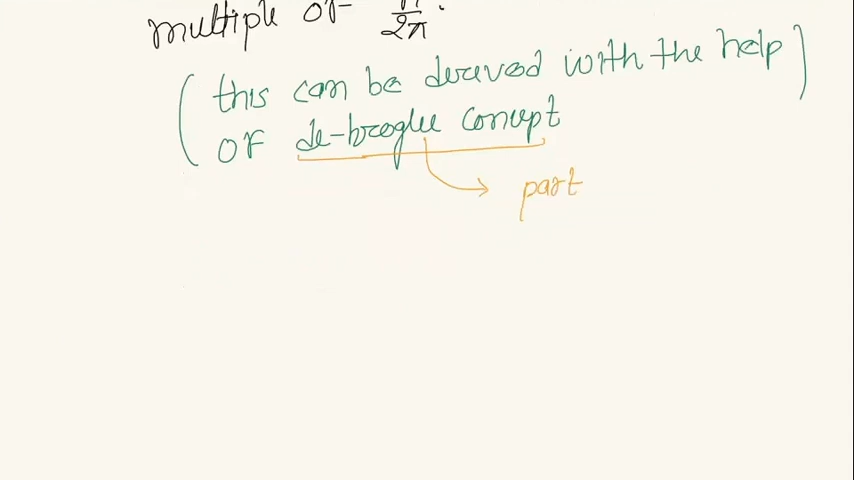 multiple of h/2π.
(this can be derived with the help)
of de-broglie concept
part